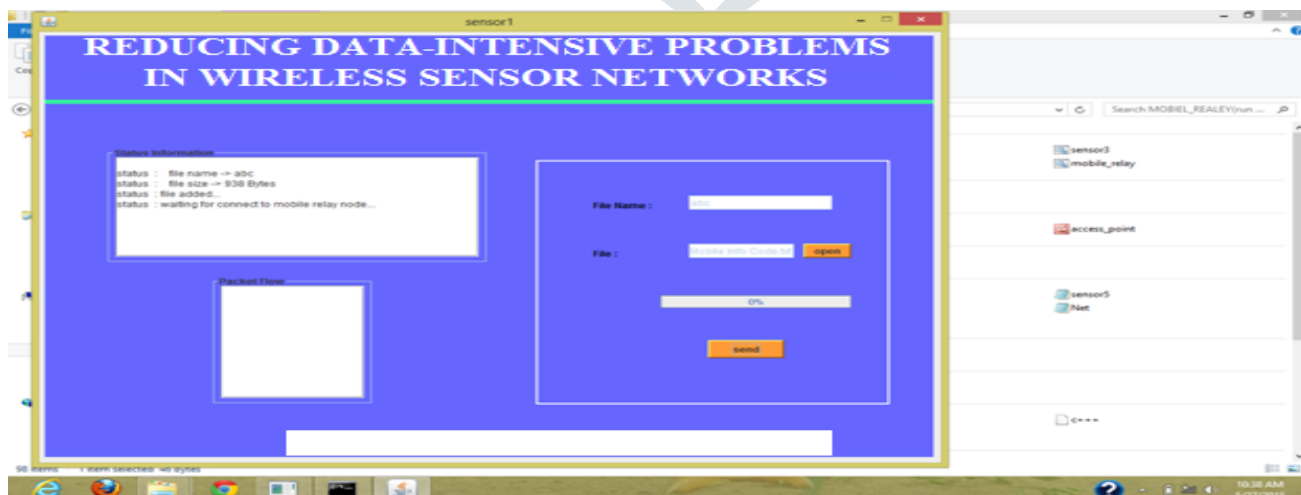 sensor1
REDUCING DATA-INTENSIVE PROBLEMS
IN WIRELESS SENSOR NETWORKS
Search MOBIEL_REALEY(run ...
Status Information
status : file name -> abc
status : file size -> 938 Bytes
status : file added...
status : waiting for connect to mobile relay node...
File Name :
abc
File :
Mobile Info Code.txt
open
Packet Flow
0%
send
sensor3
mobile_relay
access_point
sensor5
Net
c+++
98 items 1 item selected 46 bytes
10:38 AM